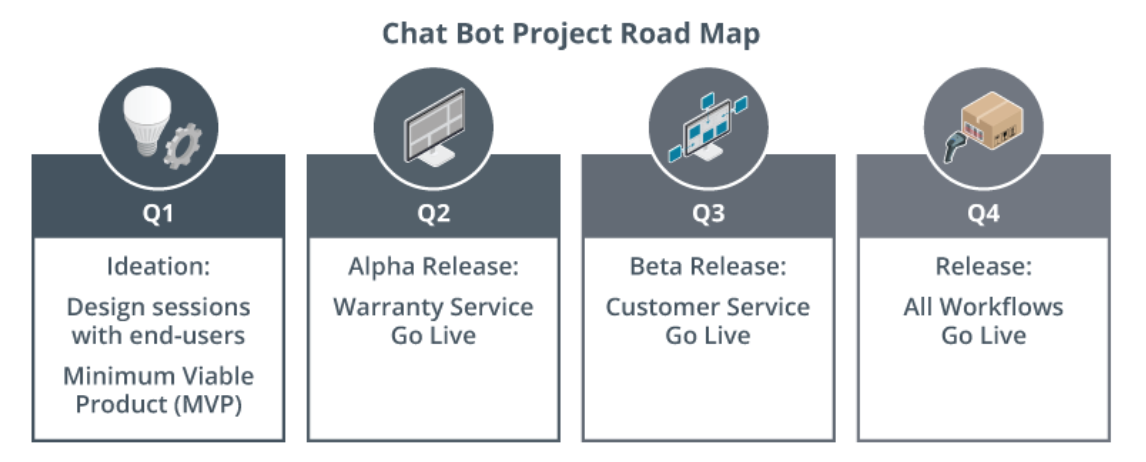 Chat Bot Project Road Map
Q1
Ideation:
Design sessions
with end-users
Minimum Viable
Product (MVP)
Q2
Alpha Release:
Warranty Service
Go Live
Q3
Beta Release:
Customer Service
Go Live
Q4
Release:
All Workflows
Go Live